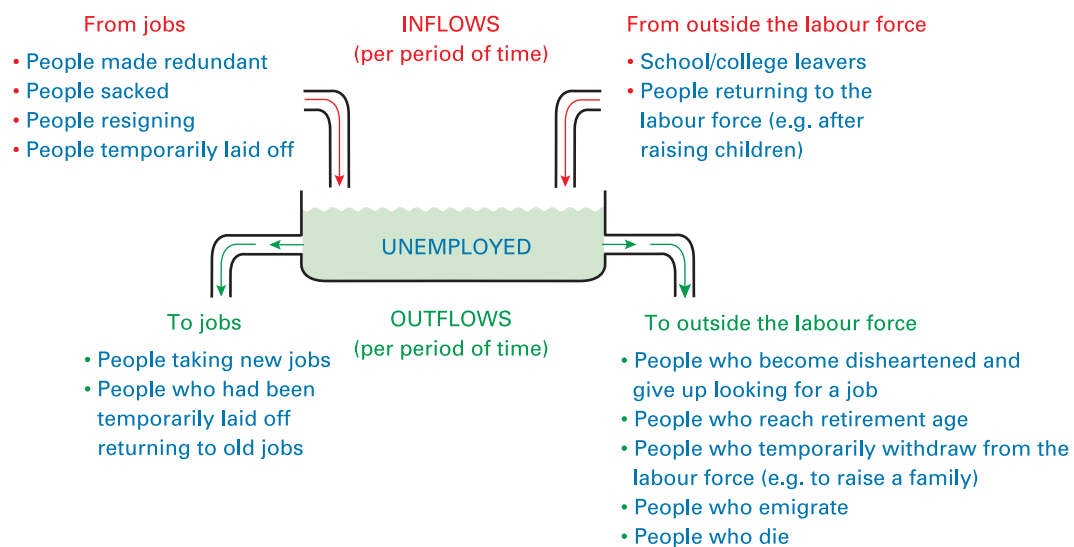 From jobs
• People made redundant
• People sacked
• People resigning
• People temporarily laid off
INFLOWS
(per period of time)
From outside the labour force
• School/college leavers
• People returning to the
labour force (e.g. after
raising children)
UNEMPLOYED
To jobs
• People taking new jobs
• People who had been
temporarily laid off
returning to old jobs
OUTFLOWS
(per period of time)
To outside the labour force
• People who become disheartened and
give up looking for a job
• People who reach retirement age
• People who temporarily withdraw from the
labour force (e.g. to raise a family)
• People who emigrate
• People who die